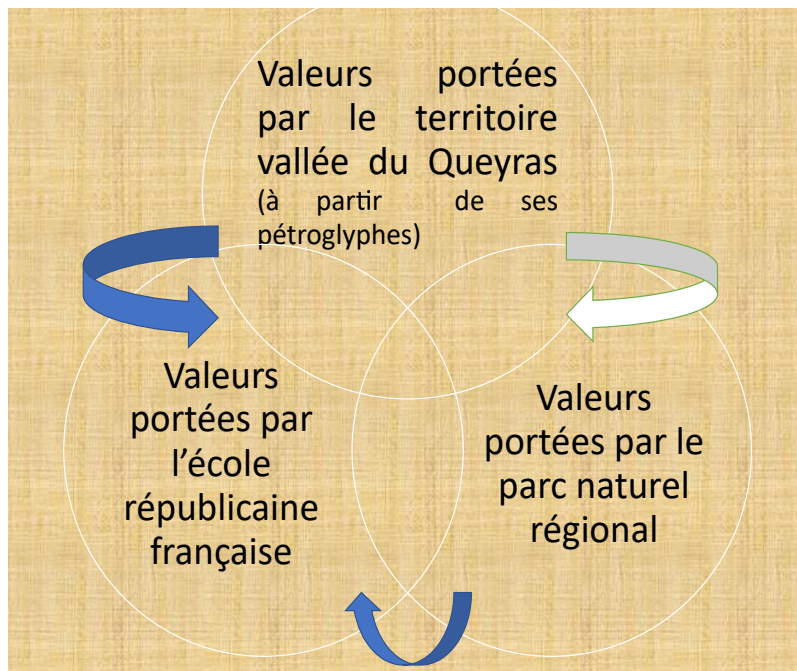 Valeurs portées
par le territoire
vallée du Queyras
(à partir de ses
pétroglyphes)
Valeurs
portées par
l’école
républicaine
française
Valeurs
portées par le
parc naturel
régional